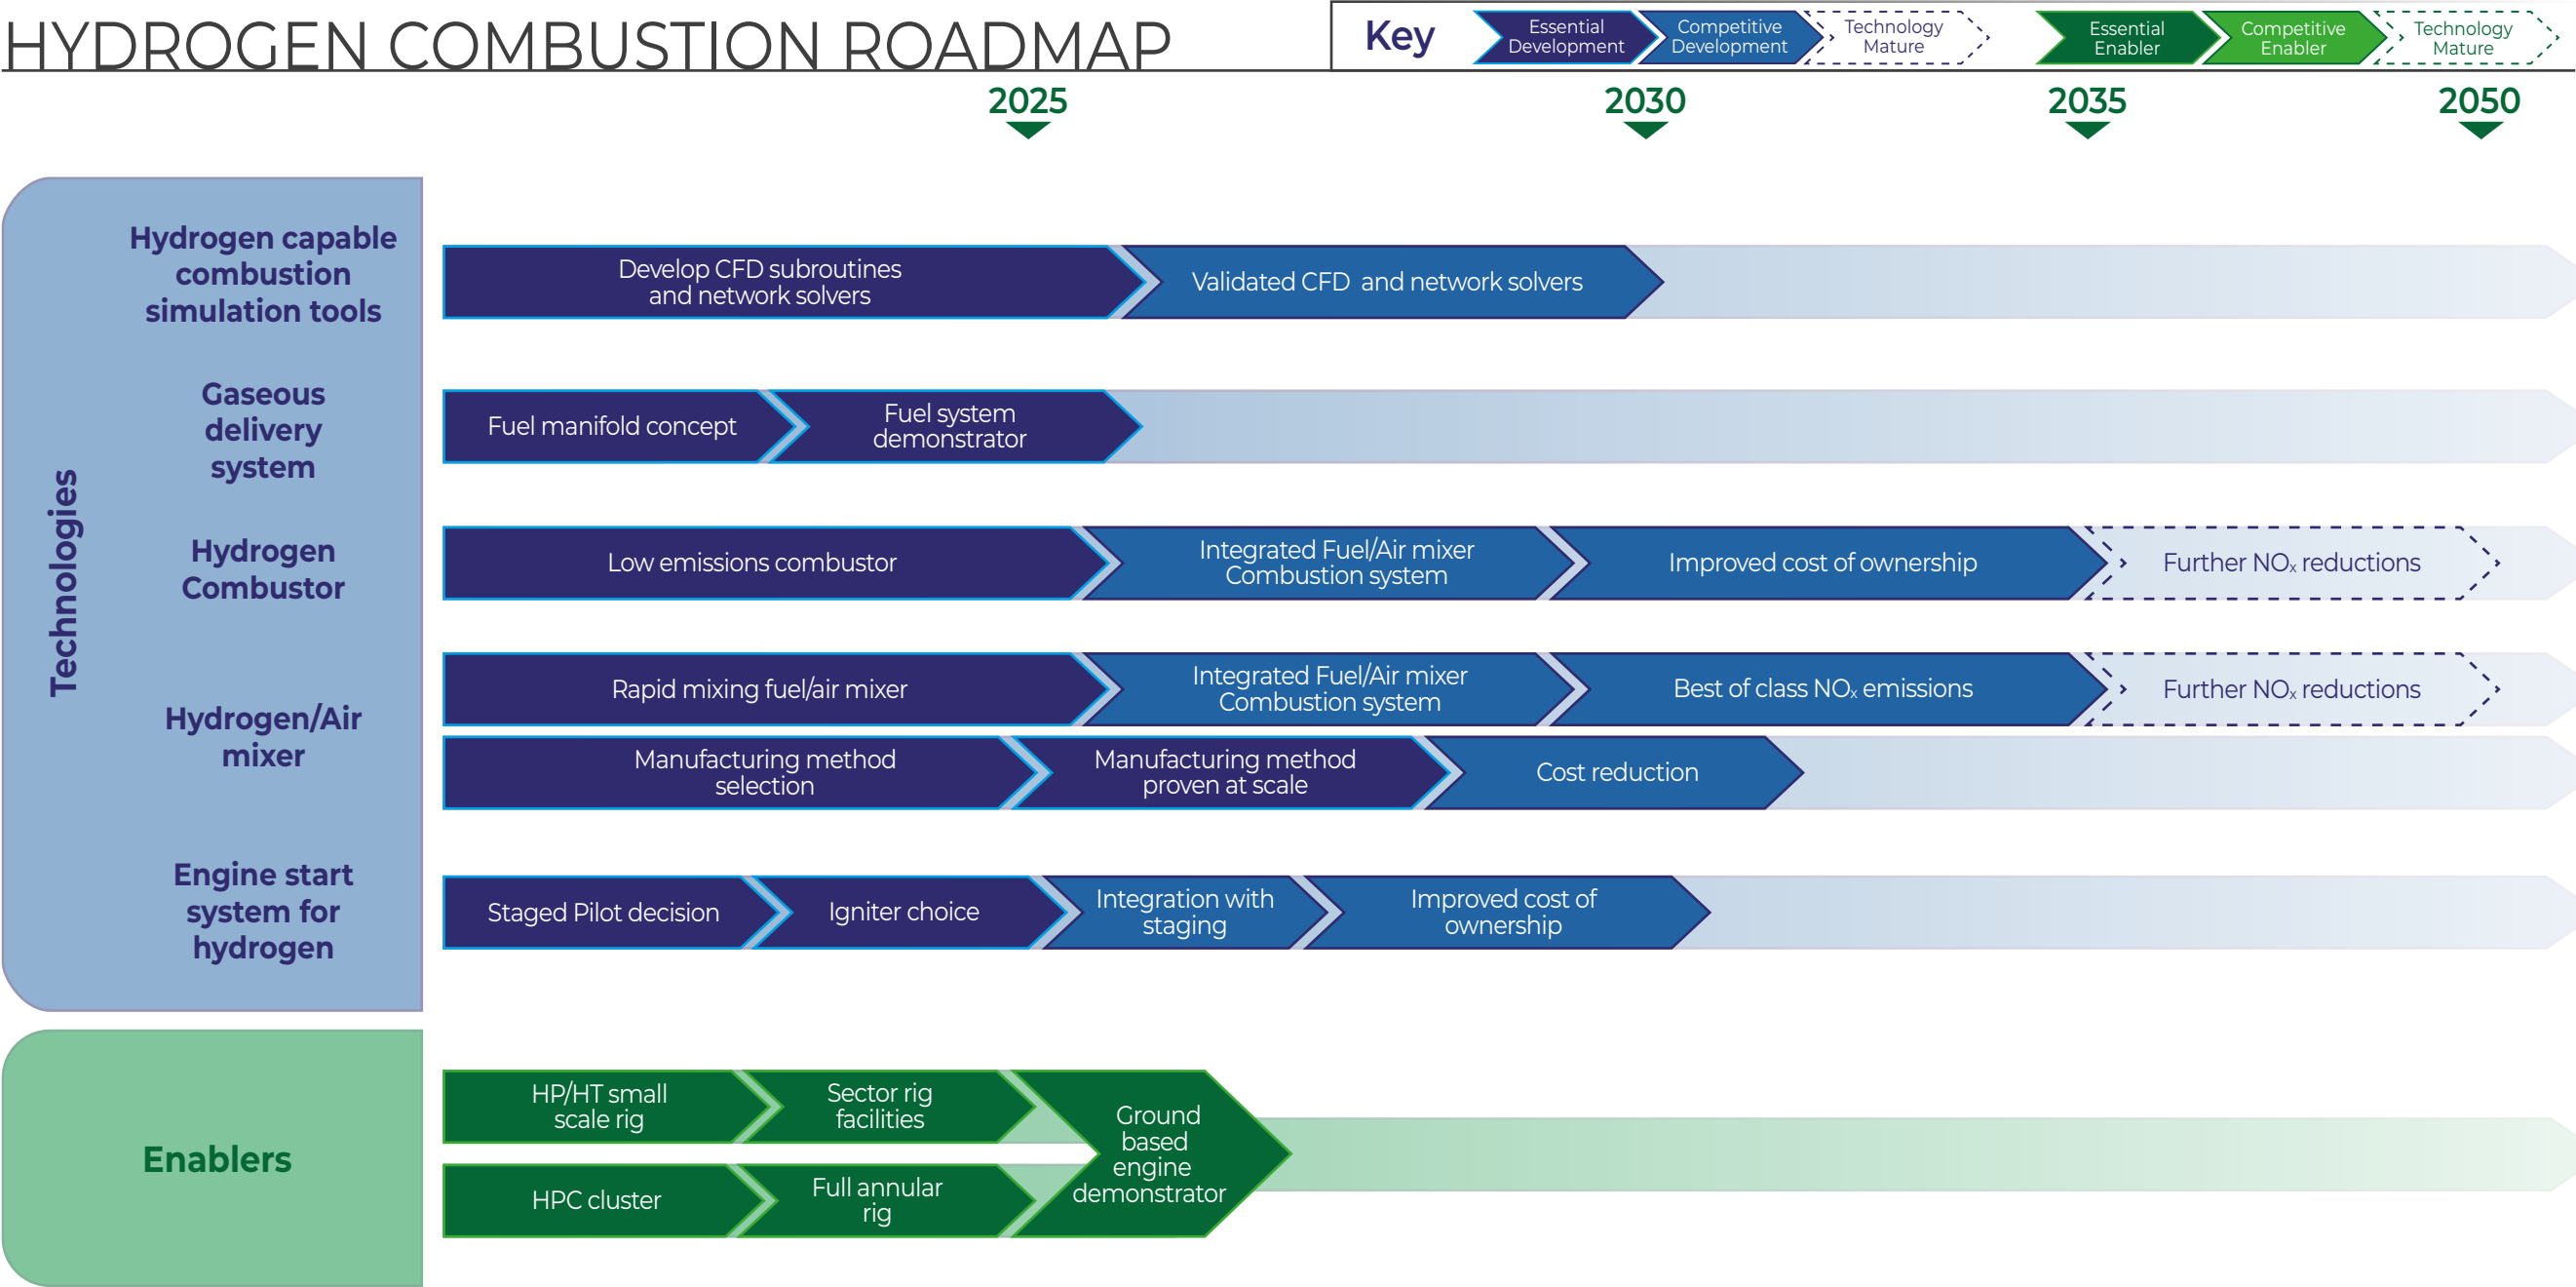 HYDROGEN COMBUSTION ROADMAP
Key
Essential
Development
Competitive
Development
Technology
Mature
Essential
Enabler
Competitive
Enabler
Technology
Mature
2025
2030
2035
2050
Technologies
Hydrogen capable
combustion
simulation tools
Develop CFD subroutines
and network solvers
Validated CFD and network solvers
Gaseous
delivery
system
Fuel manifold concept
Fuel system
demonstrator
Hydrogen
Combustor
Low emissions combustor
Integrated Fuel/Air mixer
Combustion system
Improved cost of ownership
Further NOₓ reductions
Hydrogen/Air
mixer
Rapid mixing fuel/air mixer
Integrated Fuel/Air mixer
Combustion system
Best of class NOₓ emissions
Further NOₓ reductions
Manufacturing method
selection
Manufacturing method
proven at scale
Cost reduction
Engine start
system for
hydrogen
Staged Pilot decision
Igniter choice
Integration with
staging
Improved cost of
ownership
Enablers
HP/HT small
scale rig
Sector rig
facilities
HPC cluster
Full annular
rig
Ground
based
engine
demonstrator